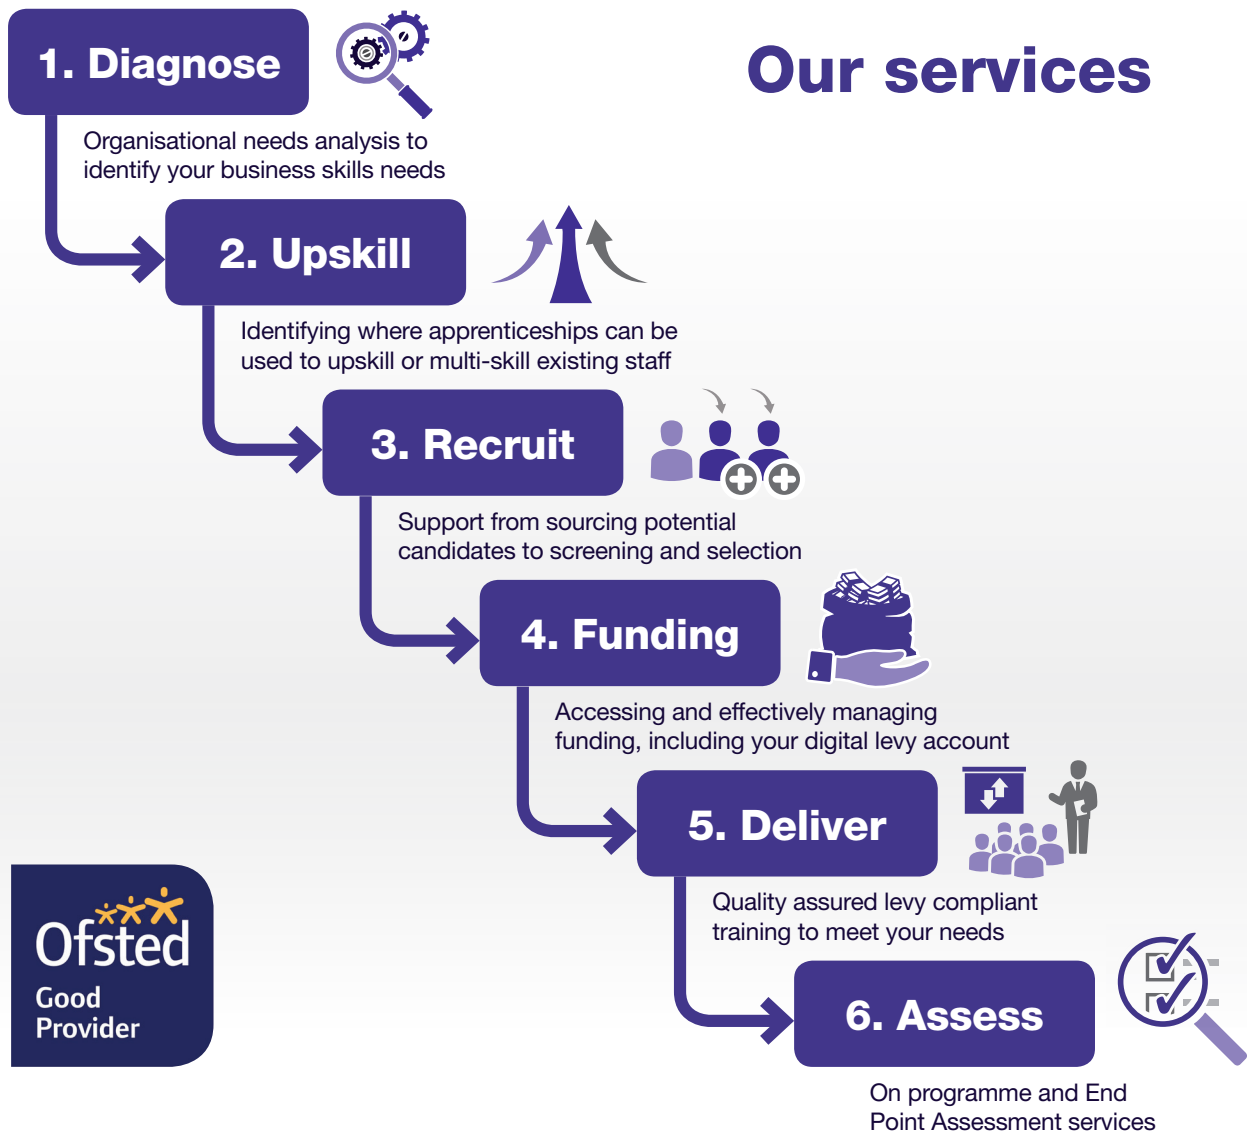 Our services
1. Diagnose
Organisational needs analysis to
identify your business skills needs
2. Upskill
Identifying where apprenticeships can be
used to upskill or multi-skill existing staff
3. Recruit
Support from sourcing potential
candidates to screening and selection
4. Funding
Accessing and effectively managing
funding, including your digital levy account
5. Deliver
Quality assured levy compliant
training to meet your needs
6. Assess
On programme and End
Point Assessment services
Ofsted
Good
Provider